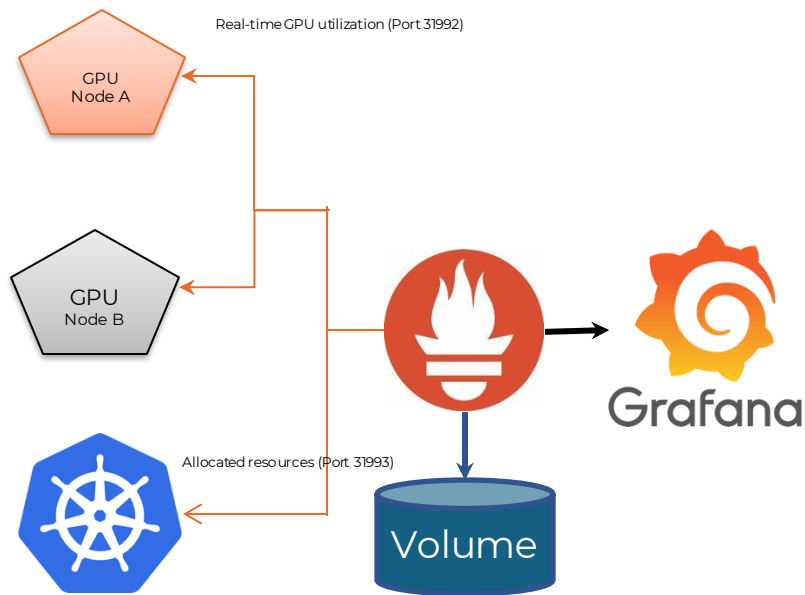 Real-time GPU utilization (Port 31992)
GPU
Node A
GPU
Node B
Grafana
Allocated resources (Port 31993)
Volume